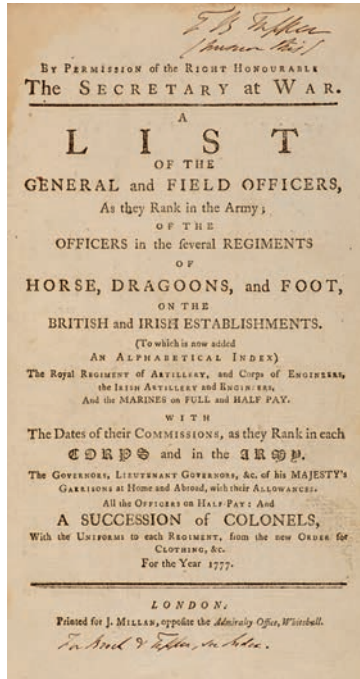 By Permission of the Right Honourable
The Secretary at War.
A
LIST
OF THE
GENERAL and FIELD OFFICERS,
As they Rank in the Army;
OF THE
OFFICERS in the ſeveral REGIMENTS
OF
HORSE, DRAGOONS, and FOOT,
ON THE
BRITISH and IRISH ESTABLISHMENTS.
(To which is now added
An Alphabetical Index)
The Royal Regiment of Artillery, and Corps of Engineers,
the Irish Artillery and Engineers,
And the MARINES on FULL and HALF PAY.
WITH
The Dates of their Commissions, as they Rank in each
CORPS and in the ARMY.
The Governors, Lieutenant Governors, &c. of his MAJESTY's
Garrisons at Home and Abroad, with their Allowances.
All the Officers on Half-Pay: And
A SUCCESSION of COLONELS,
With the Uniforms to each Regiment, from the new Order for
Clothing, &c.
For the Year 1777.
LONDON:
Printed for J. Millan, oppoſite the Admiralty Office, Whitehall.
For & see Index.